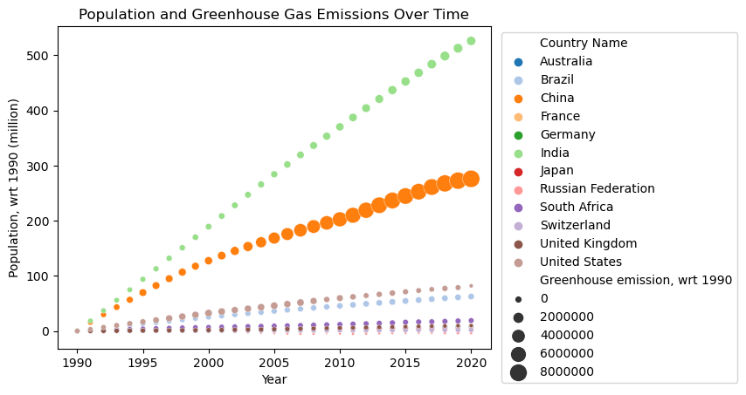 Population and Greenhouse Gas Emissions Over Time
Population, wrt 1990 (million)
500
400
300
200
100
0
1990
1995
2000
2005
2010
2015
2020
Year
Country Name
Australia
Brazil
China
France
Germany
India
Japan
Russian Federation
South Africa
Switzerland
United Kingdom
United States
Greenhouse emission, wrt 1990
0
2000000
4000000
6000000
8000000